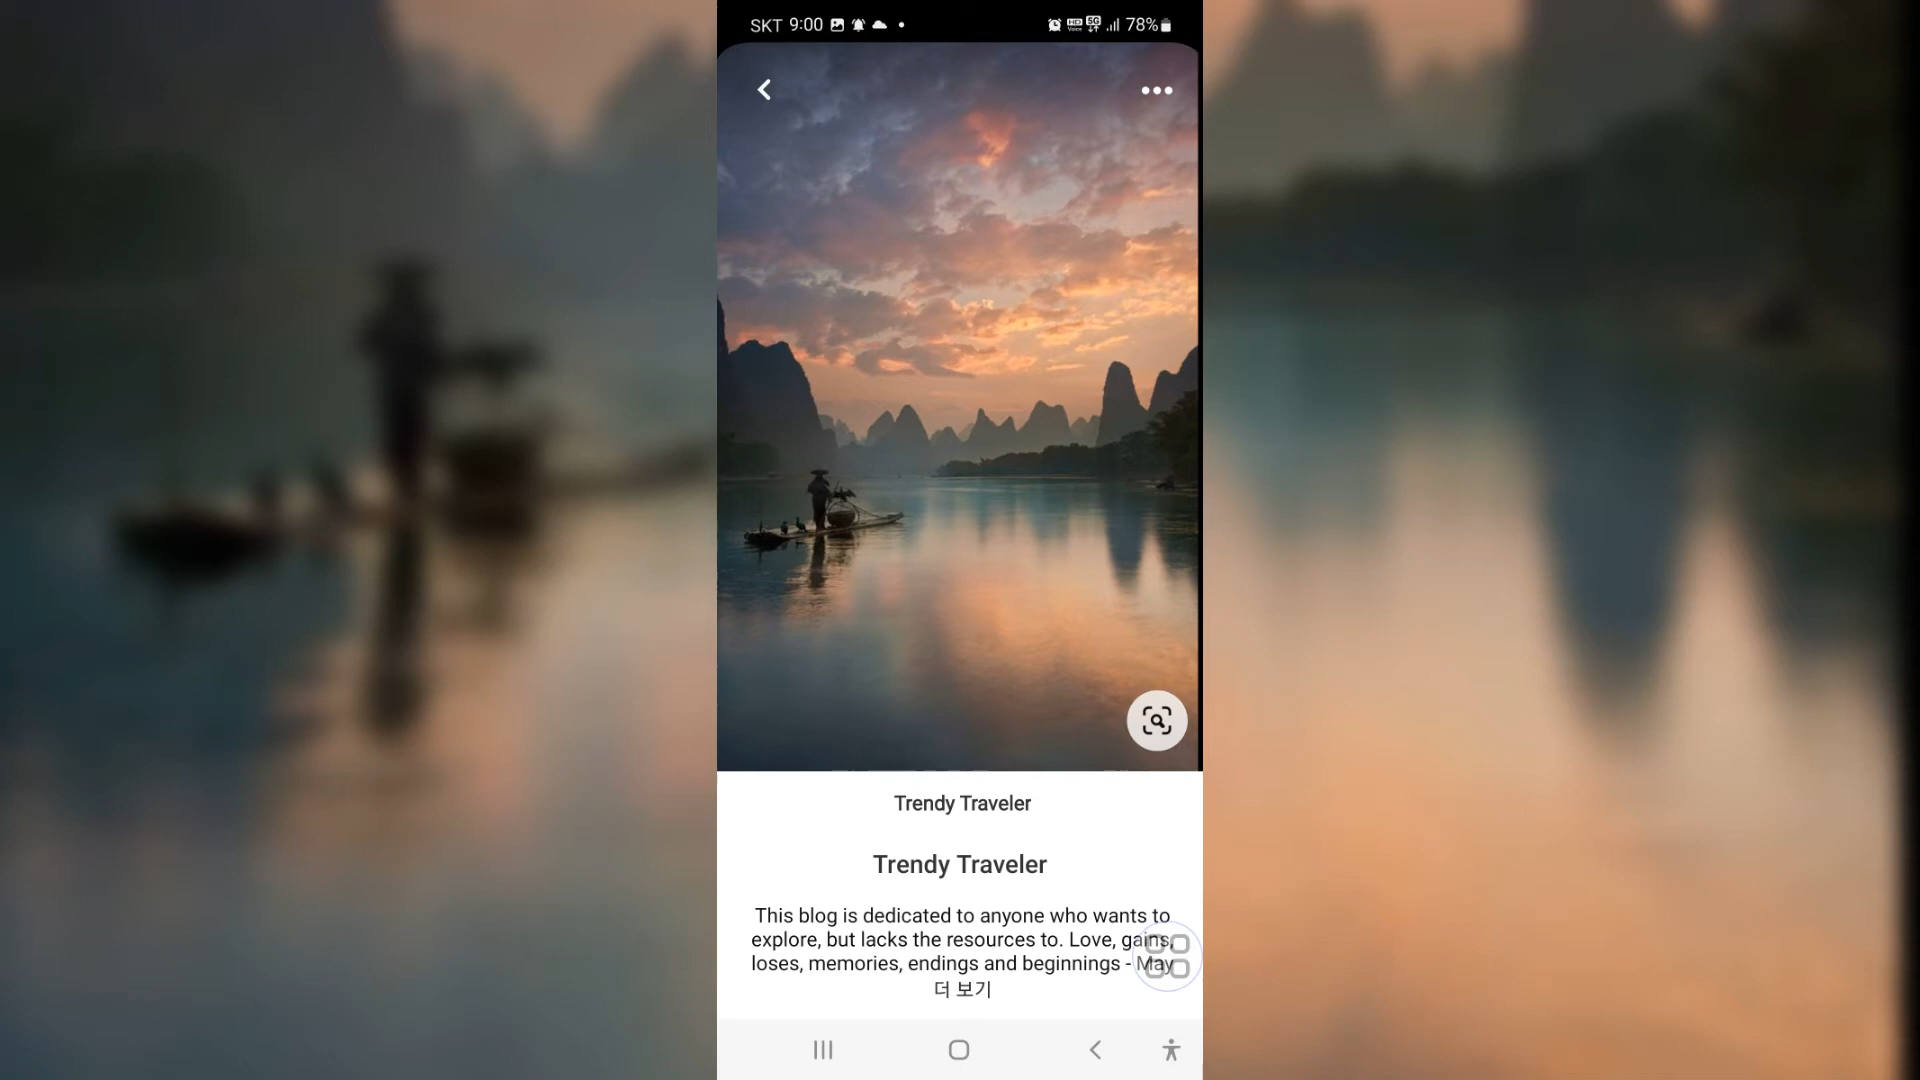 SKT 9:00 78%
Trendy Traveler
Trendy Traveler
This blog is dedicated to anyone who wants to
explore, but lacks the resources to. Love, gains,
loses, memories, endings and beginnings - May
더 보기